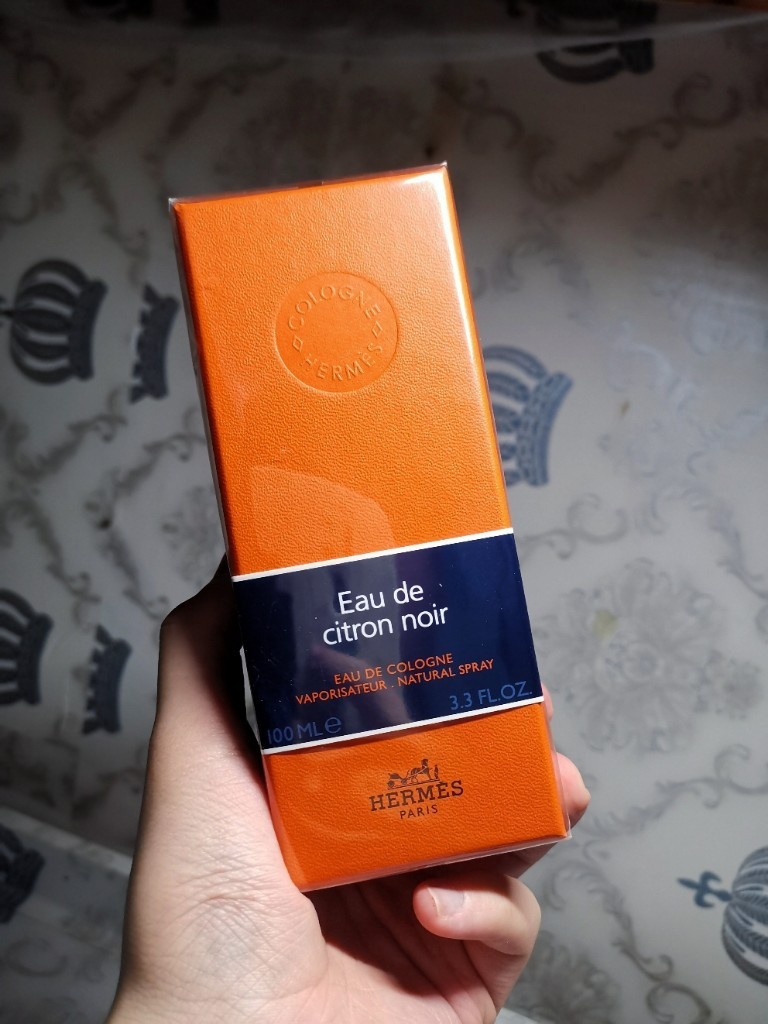 COLOGNE
HERMÈS
Eau de
citron noir
EAU DE COLOGNE
VAPORISATEUR . NATURAL SPRAY
100 ML ℮
3.3 FL.OZ.
HERMÈS
PARIS